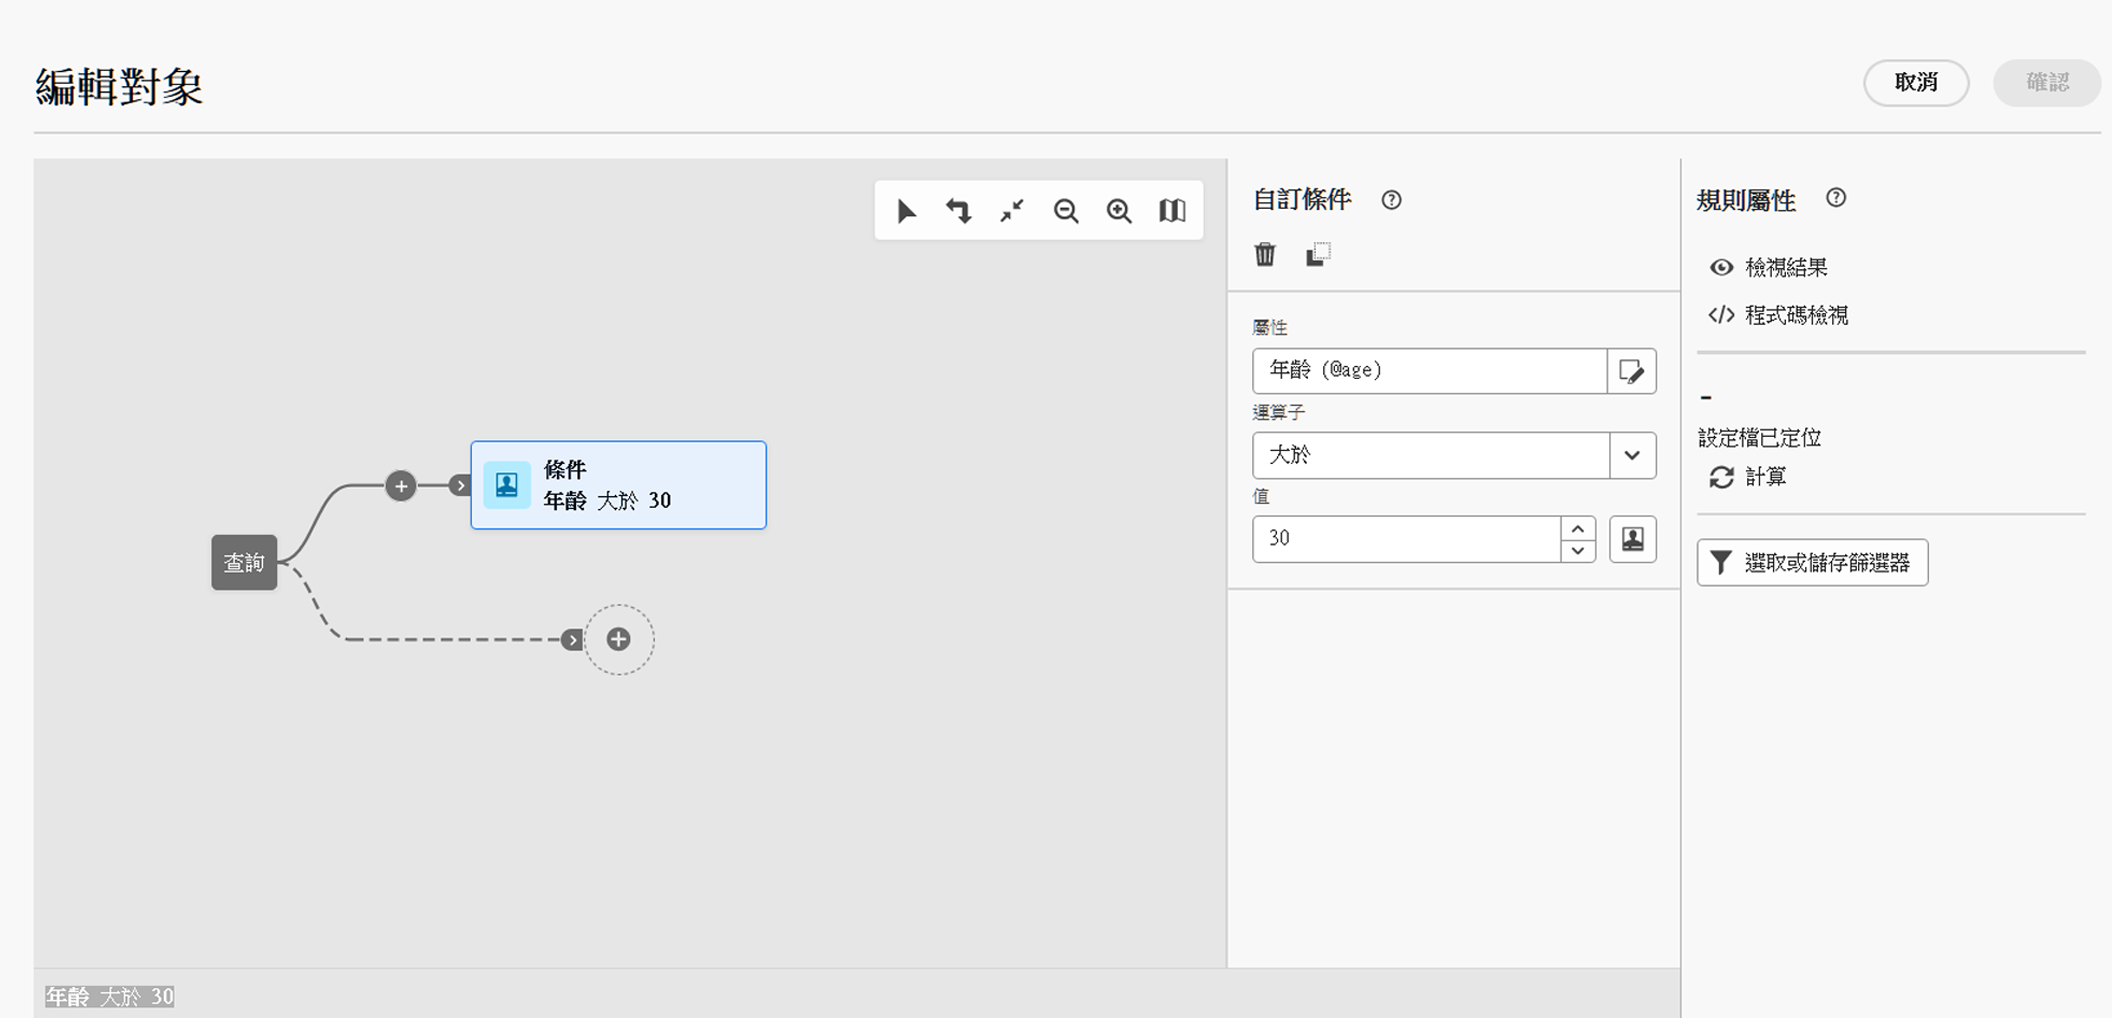 編輯對象
取消
確認
自訂條件
屬性
年齡 (@age)
運算子
大於
值
30
規則屬性
檢視結果
</> 程式碼檢視
-
設定檔已定位
計算
選取或儲存篩選器
查詢
條件
年齡 大於 30
年齡 大於 30